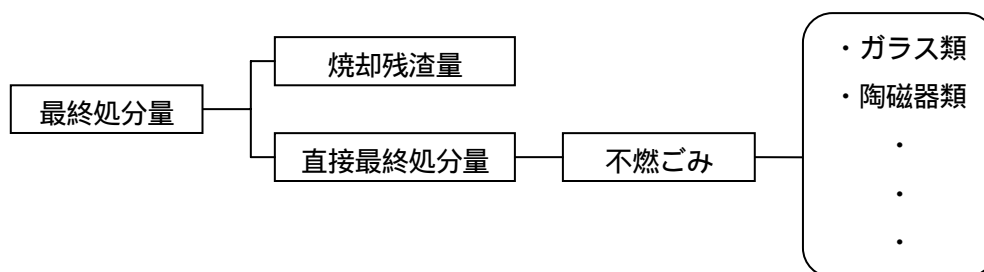 最終処分量
焼却残渣量
直接最終処分量
不燃ごみ
・ガラス類
・陶磁器類
・
・
・